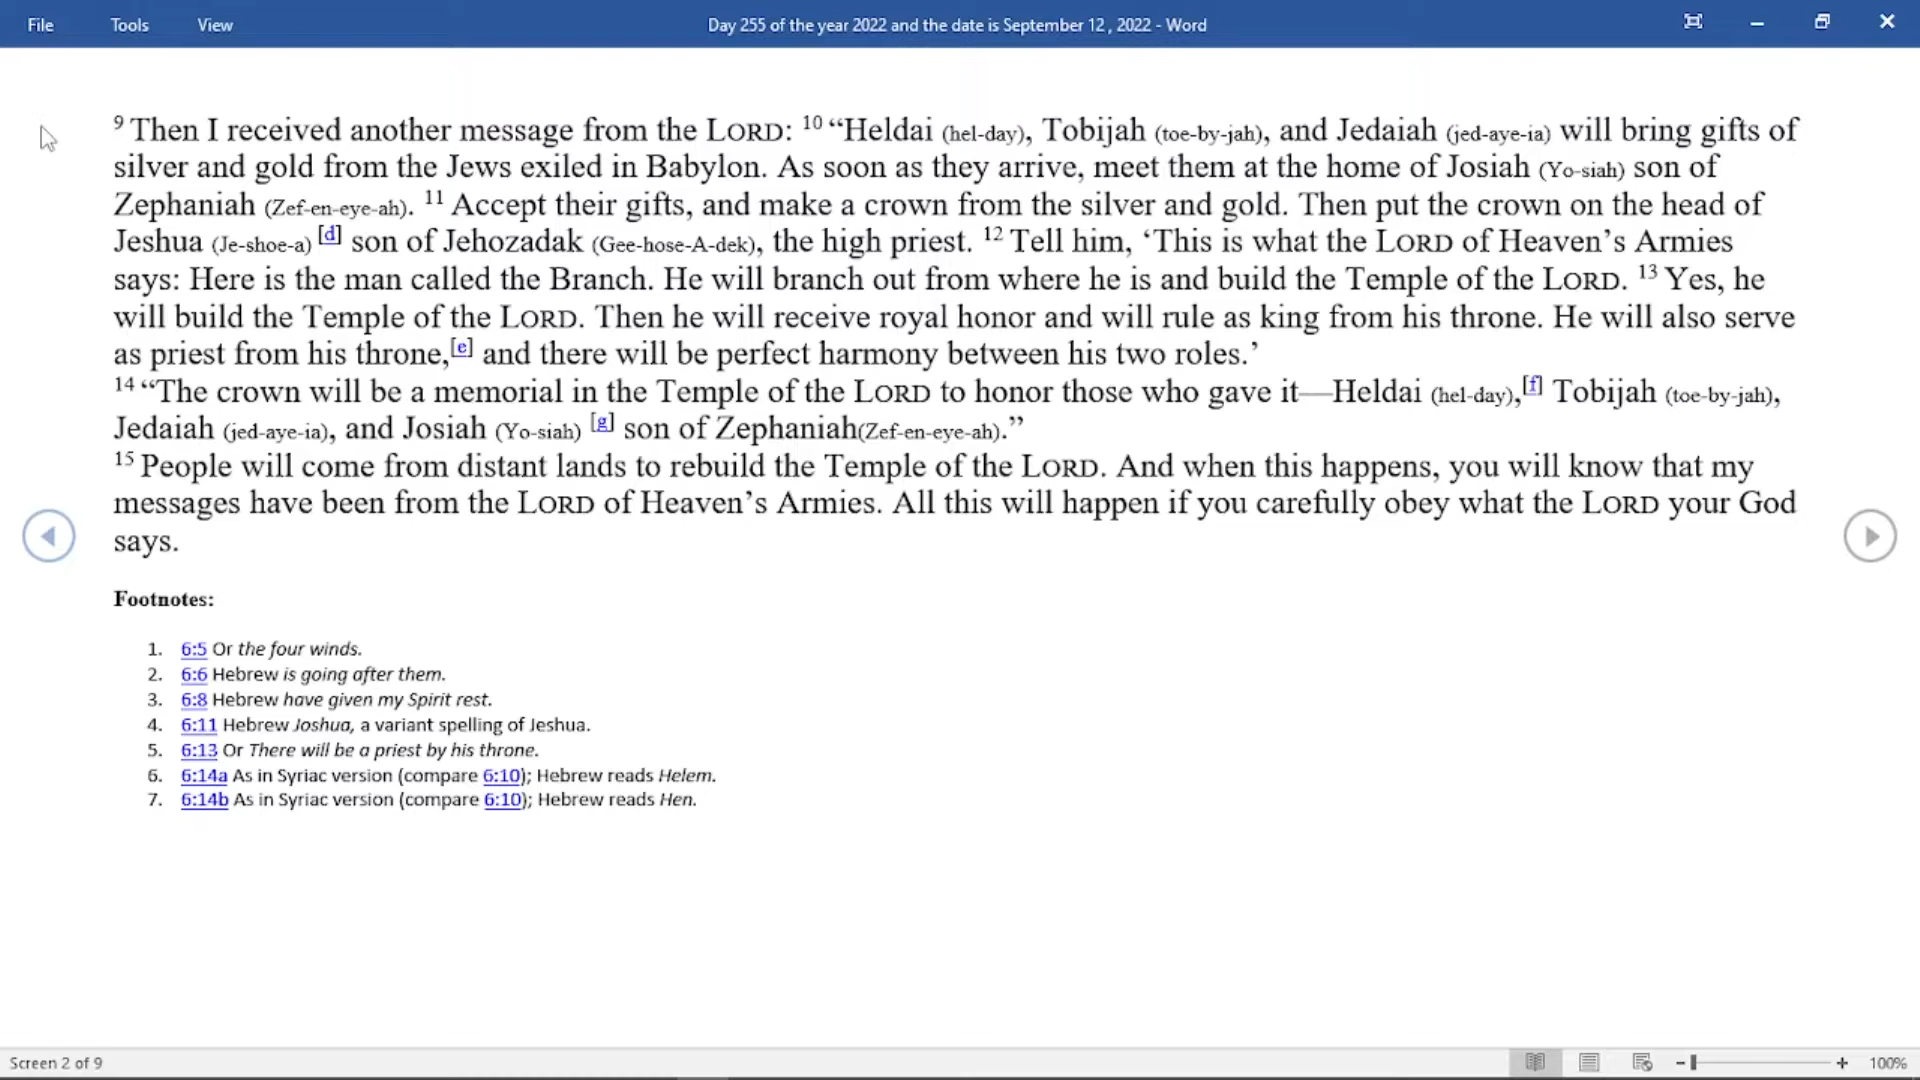 File Tools View Day 255 of the year 2022 and the date is September 12 , 2022 - Word
9 Then I received another message from the LORD: 10 “Heldai (hel-day), Tobijah (toe-by-jah), and Jedaiah (jed-aye-ia) will bring gifts of
silver and gold from the Jews exiled in Babylon. As soon as they arrive, meet them at the home of Josiah (Yo-siah) son of
Zephaniah (Zef-en-eye-ah). 11 Accept their gifts, and make a crown from the silver and gold. Then put the crown on the head of
Jeshua (Je-shoe-a) [d] son of Jehozadak (Gee-hose-A-dek), the high priest. 12 Tell him, ‘This is what the LORD of Heaven’s Armies
says: Here is the man called the Branch. He will branch out from where he is and build the Temple of the LORD. 13 Yes, he
will build the Temple of the LORD. Then he will receive royal honor and will rule as king from his throne. He will also serve
as priest from his throne,[e] and there will be perfect harmony between his two roles.’
14 “The crown will be a memorial in the Temple of the LORD to honor those who gave it—Heldai (hel-day),[f] Tobijah (toe-by-jah),
Jedaiah (jed-aye-ia), and Josiah (Yo-siah) [g] son of Zephaniah(Zef-en-eye-ah).”
15 People will come from distant lands to rebuild the Temple of the LORD. And when this happens, you will know that my
messages have been from the LORD of Heaven’s Armies. All this will happen if you carefully obey what the LORD your God
says.
Footnotes:
1. 6:5 Or the four winds.
2. 6:6 Hebrew is going after them.
3. 6:8 Hebrew have given my Spirit rest.
4. 6:11 Hebrew Joshua, a variant spelling of Jeshua.
5. 6:13 Or There will be a priest by his throne.
6. 6:14a As in Syriac version (compare 6:10); Hebrew reads Helem.
7. 6:14b As in Syriac version (compare 6:10); Hebrew reads Hen.
Screen 2 of 9 100%